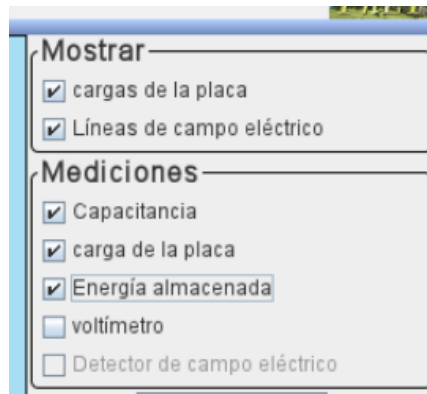 Mostrar
cargas de la placa
Líneas de campo eléctrico
Mediciones
Capacitancia
carga de la placa
Energía almacenada
voltímetro
Detector de campo eléctrico